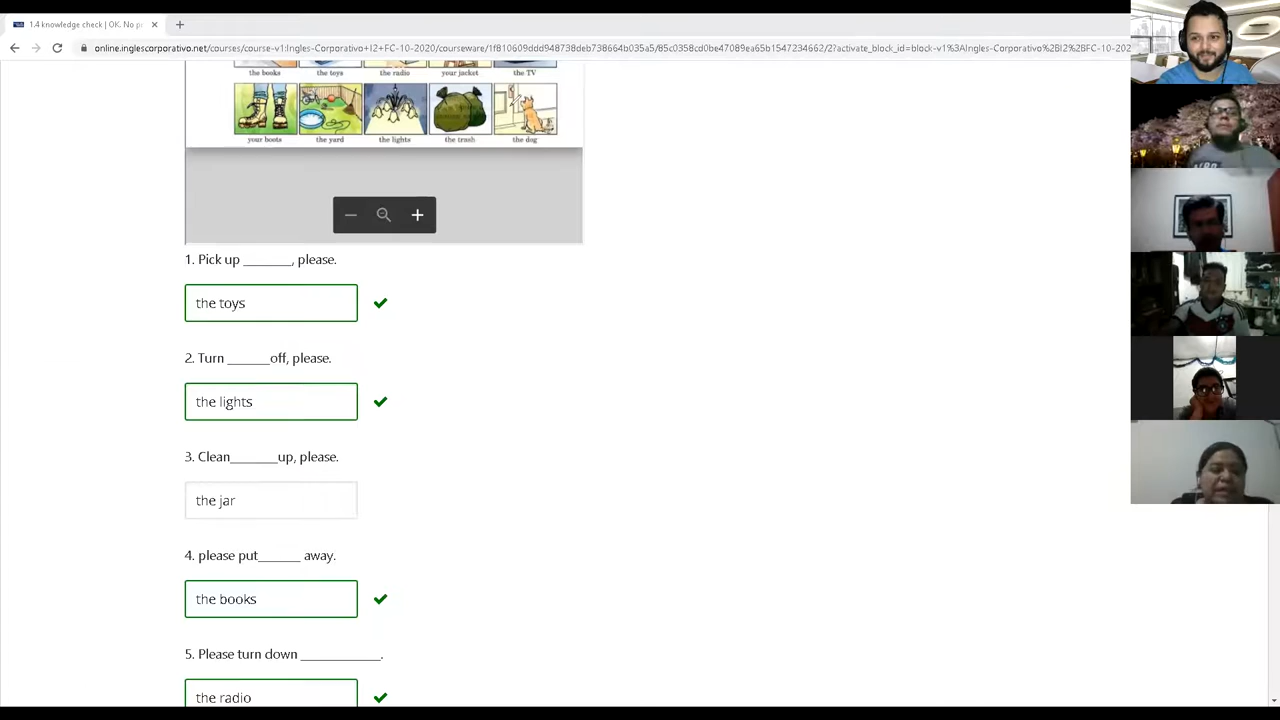 1.4 knowledge check | OK. No p
online.inglescorporativo.net/courses/course-v1:Ingles-Corporativo+I2+FC-10-2020/courseware/
the books the toys the radio your jacket the TV
your boots the yard the lights the trash the dog
1. Pick up _______, please.
the toys
2. Turn ______off, please.
the lights
3. Clean_______up, please.
the jar
4. please put______ away.
the books
5. Please turn down ___________.
the radio